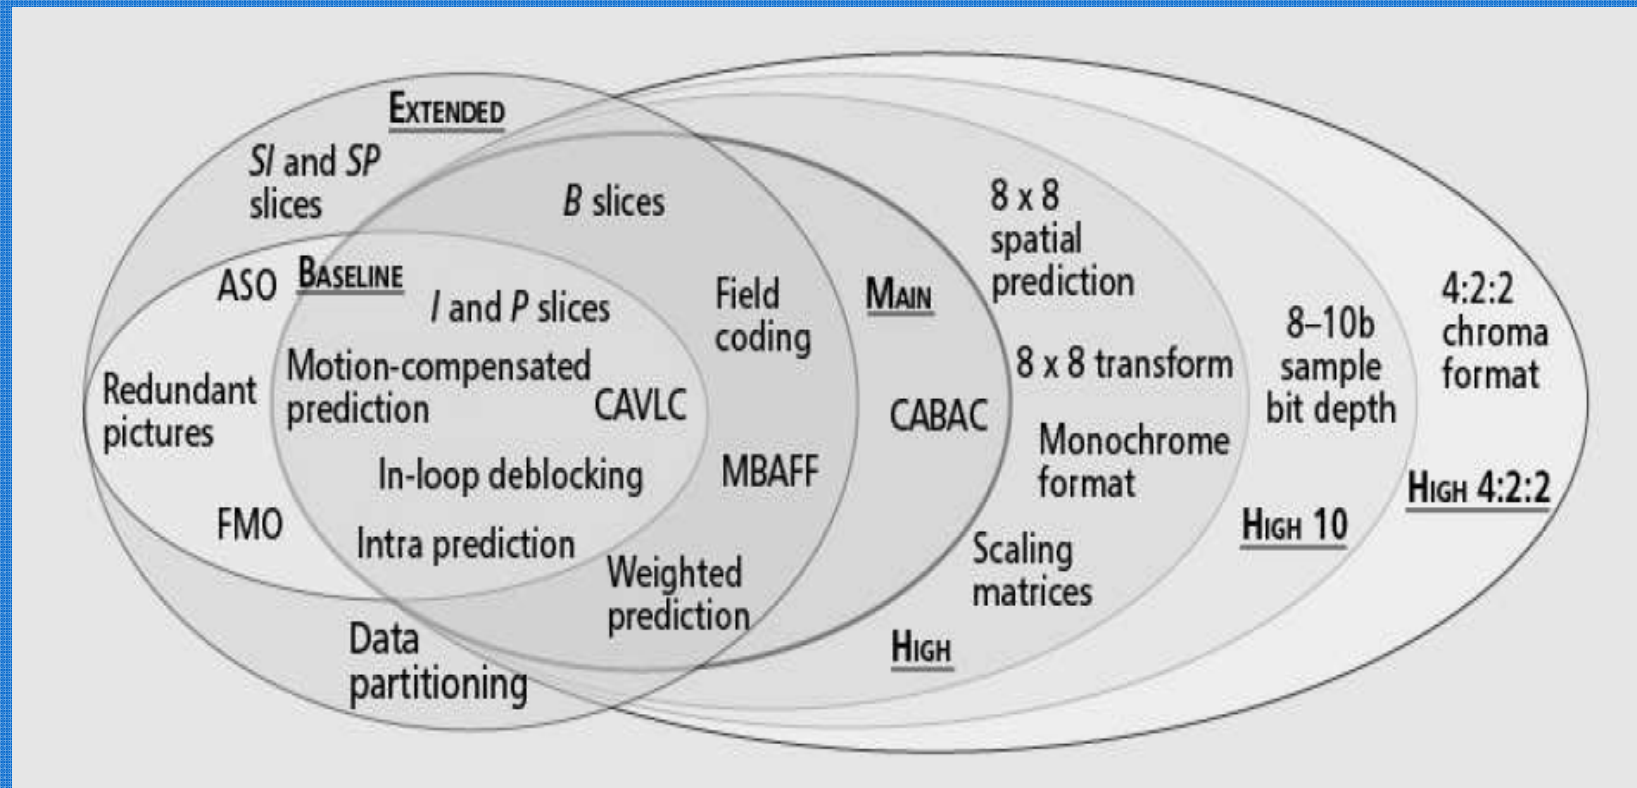 EXTENDED
SI and SP
slices
B slices
ASO
BASELINE
I and P slices
Motion-compensated
prediction
CAVLC
Redundant
pictures
In-loop deblocking
FMO
Intra prediction
Data
partitioning
Field
coding
MBAFF
Weighted
prediction
MAIN
CABAC
8 x 8
spatial
prediction
8 x 8 transform
Monochrome
format
Scaling
matrices
HIGH
8–10b
sample
bit depth
HIGH 10
4:2:2
chroma
format
HIGH 4:2:2